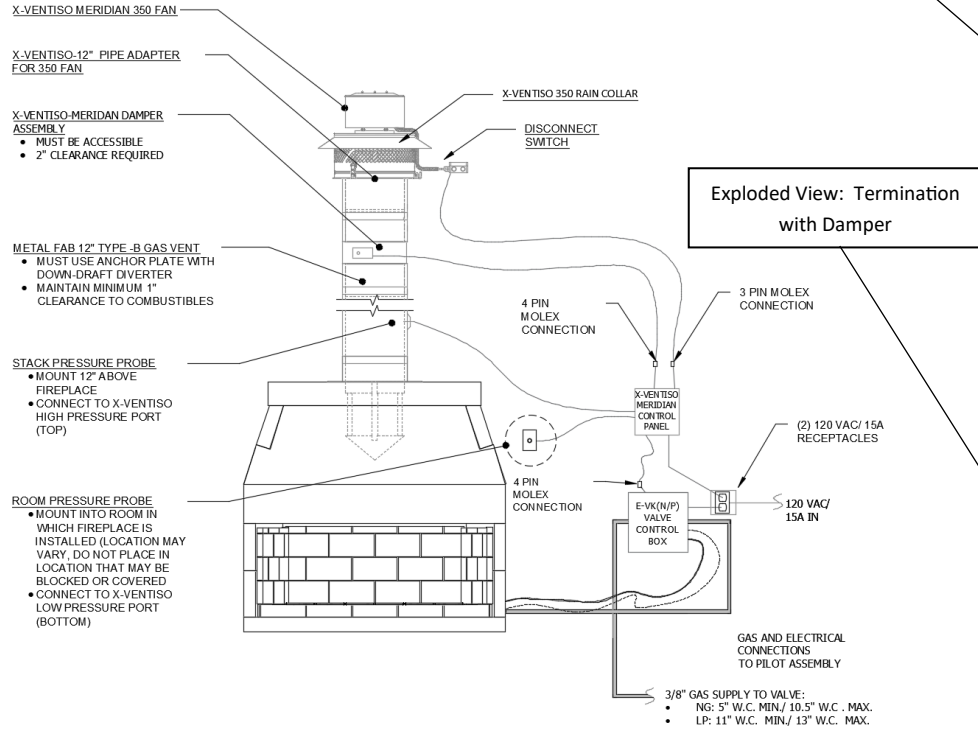 X-VENTISO MERIDIAN 350 FAN
X-VENTISO-12" PIPE ADAPTER
FOR 350 FAN
X-VENTISO-MERIDAN DAMPER
ASSEMBLY
• MUST BE ACCESSIBLE
• 2" CLEARANCE REQUIRED
METAL FAB 12" TYPE -B GAS VENT
• MUST USE ANCHOR PLATE WITH
DOWN-DRAFT DIVERTER
• MAINTAIN MINIMUM 1"
CLEARANCE TO COMBUSTIBLES
STACK PRESSURE PROBE
• MOUNT 12" ABOVE
FIREPLACE
• CONNECT TO X-VENTISO
HIGH PRESSURE PORT
(TOP)
ROOM PRESSURE PROBE
• MOUNT INTO ROOM IN
WHICH FIREPLACE IS
INSTALLED (LOCATION MAY
VARY, DO NOT PLACE IN
LOCATION THAT MAY BE
BLOCKED OR COVERED
• CONNECT TO X-VENTISO
LOW PRESSURE PORT
(BOTTOM)
X-VENTISO 350 RAIN COLLAR
DISCONNECT
SWITCH
Exploded View: Termination
with Damper
4 PIN
MOLEX
CONNECTION
3 PIN MOLEX
CONNECTION
X-VENTISO
MERIDIAN
CONTROL
PANEL
(2) 120 VAC/ 15A
RECEPTACLES
4 PIN
MOLEX
CONNECTION
E-VK(N/P)
VALVE
CONTROL
BOX
120 VAC/
15A IN
GAS AND ELECTRICAL
CONNECTIONS
TO PILOT ASSEMBLY
3/8" GAS SUPPLY TO VALVE:
• NG: 5" W.C. MIN./ 10.5" W.C . MAX.
• LP: 11" W.C. MIN./ 13" W.C. MAX.